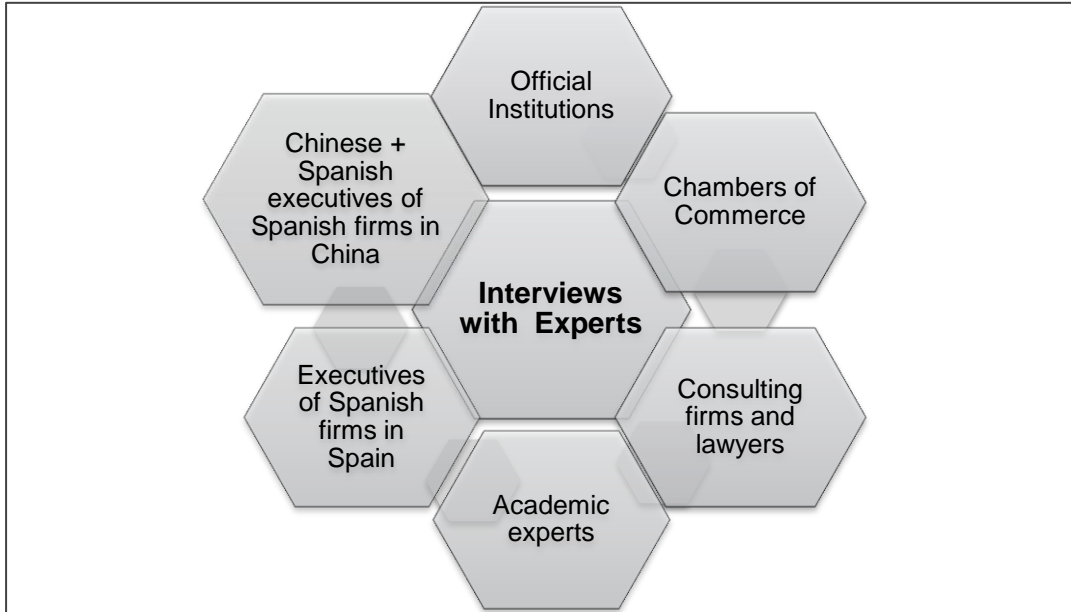 Official
Institutions
Chinese +
Spanish
executives of
Spanish firms in
China
Chambers of
Commerce
Interviews
with Experts
Executives
of Spanish
firms in
Spain
Consulting
firms and
lawyers
Academic
experts